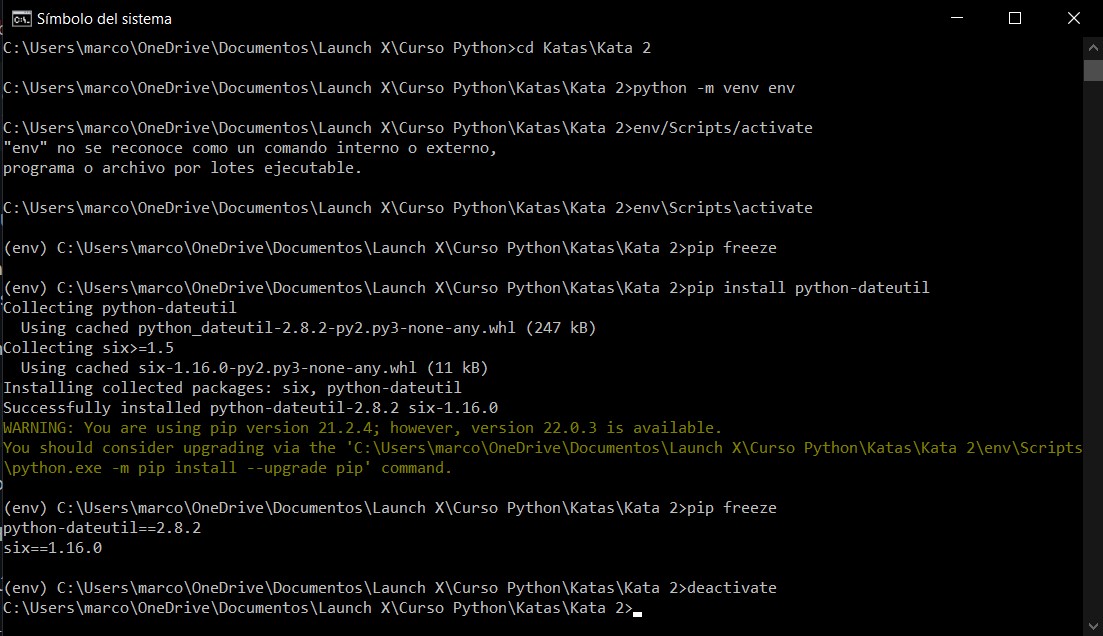 Símbolo del sistema
C:\Users\marco\OneDrive\Documentos\Launch X\Curso Python>cd Katas\Kata 2
C:\Users\marco\OneDrive\Documentos\Launch X\Curso Python\Katas\Kata 2>python -m venv env
C:\Users\marco\OneDrive\Documentos\Launch X\Curso Python\Katas\Kata 2>env/Scripts/activate
"env" no se reconoce como un comando interno o externo,
programa o archivo por lotes ejecutable.
C:\Users\marco\OneDrive\Documentos\Launch X\Curso Python\Katas\Kata 2>env\Scripts\activate
(env) C:\Users\marco\OneDrive\Documentos\Launch X\Curso Python\Katas\Kata 2>pip freeze
(env) C:\Users\marco\OneDrive\Documentos\Launch X\Curso Python\Katas\Kata 2>pip install python-dateutil
Collecting python-dateutil
  Using cached python_dateutil-2.8.2-py2.py3-none-any.whl (247 kB)
Collecting six>=1.5
  Using cached six-1.16.0-py2.py3-none-any.whl (11 kB)
Installing collected packages: six, python-dateutil
Successfully installed python-dateutil-2.8.2 six-1.16.0
WARNING: You are using pip version 21.2.4; however, version 22.0.3 is available.
You should consider upgrading via the 'C:\Users\marco\OneDrive\Documentos\Launch X\Curso Python\Katas\Kata 2\env\Scripts
\python.exe -m pip install --upgrade pip' command.
(env) C:\Users\marco\OneDrive\Documentos\Launch X\Curso Python\Katas\Kata 2>pip freeze
python-dateutil==2.8.2
six==1.16.0
(env) C:\Users\marco\OneDrive\Documentos\Launch X\Curso Python\Katas\Kata 2>deactivate
C:\Users\marco\OneDrive\Documentos\Launch X\Curso Python\Katas\Kata 2>